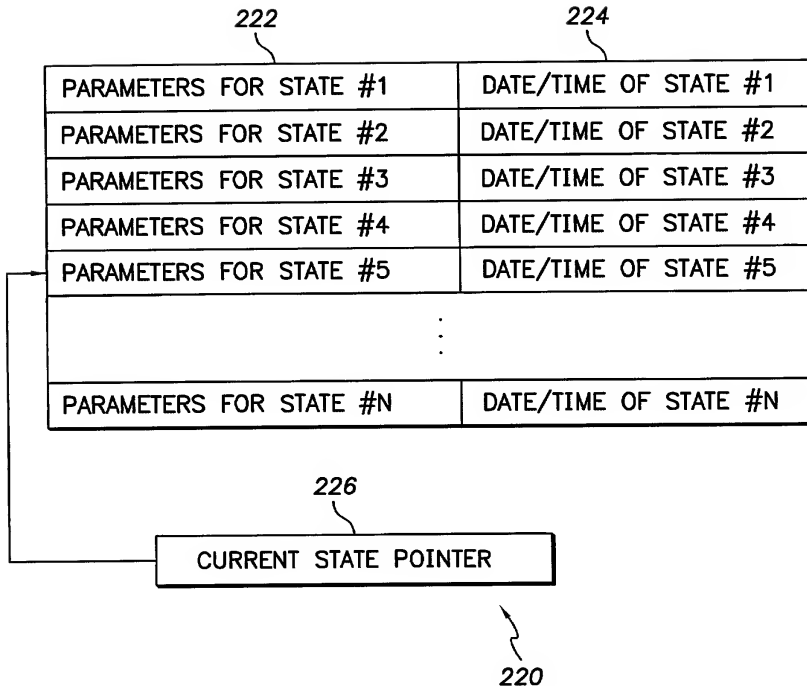 222 224
PARAMETERS FOR STATE #1 DATE/TIME OF STATE #1
PARAMETERS FOR STATE #2 DATE/TIME OF STATE #2
PARAMETERS FOR STATE #3 DATE/TIME OF STATE #3
PARAMETERS FOR STATE #4 DATE/TIME OF STATE #4
PARAMETERS FOR STATE #5 DATE/TIME OF STATE #5
PARAMETERS FOR STATE #N DATE/TIME OF STATE #N
226
CURRENT STATE POINTER
220